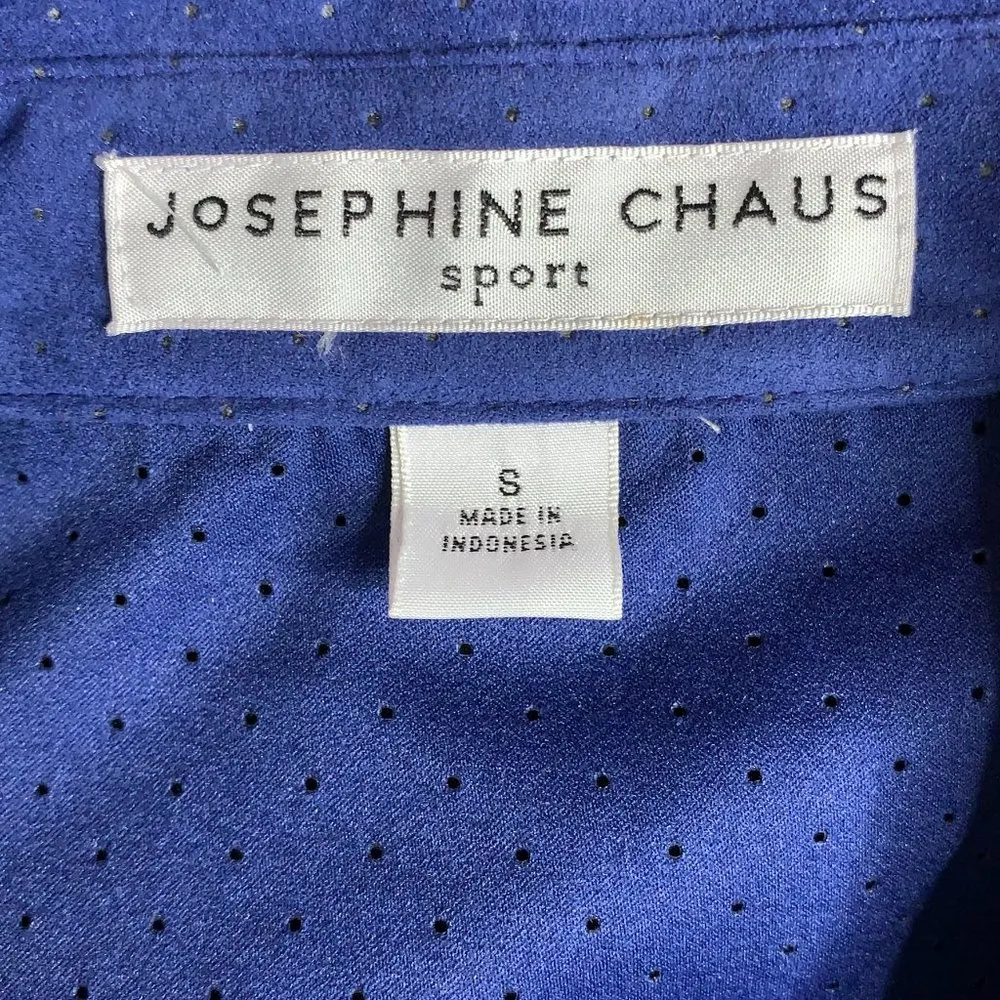 JoSEPHINE CHAUS
sport
S
MADE IN
INDONESIA